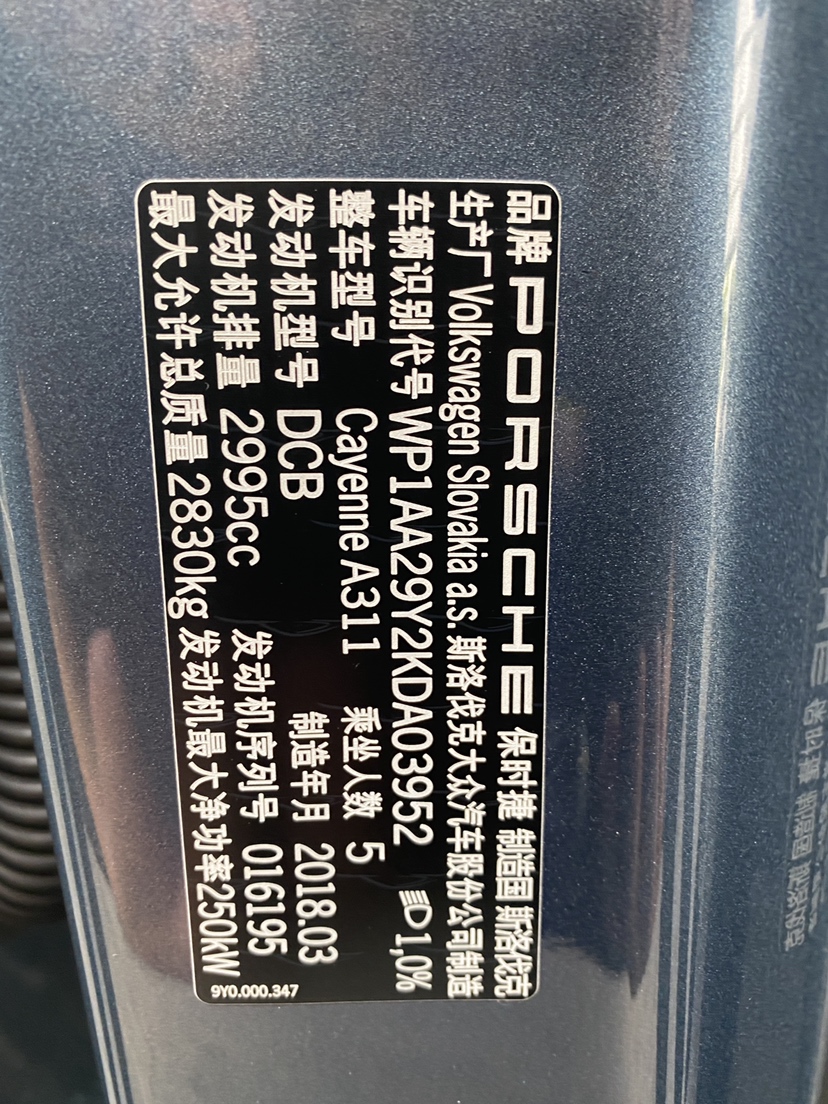 品牌 PORSCHE 保时捷 制造国 斯洛伐克
生产厂 Volkswagen Slovakia a.s. 斯洛伐克大众汽车股份公司制造
车辆识别代号 WP1AA29Y2KDA03952 1,0%
整车型号 Cayenne A311 乘坐人数 5
发动机型号 DCB 制造年月 2018.03
发动机排量 2995cc 发动机序列号 016195
最大允许总质量 2830kg 发动机最大净功率250kW
9Y0.000.347